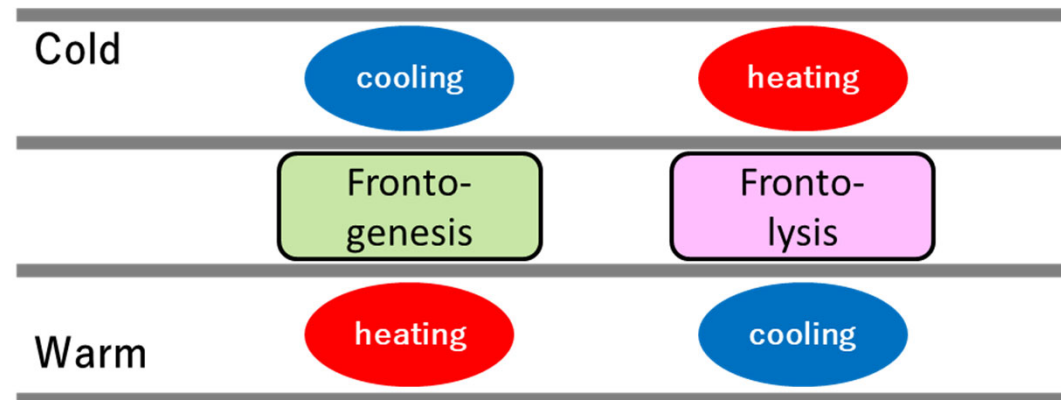 Cold
cooling
heating
Fronto-
genesis
Fronto-
lysis
Warm
heating
cooling